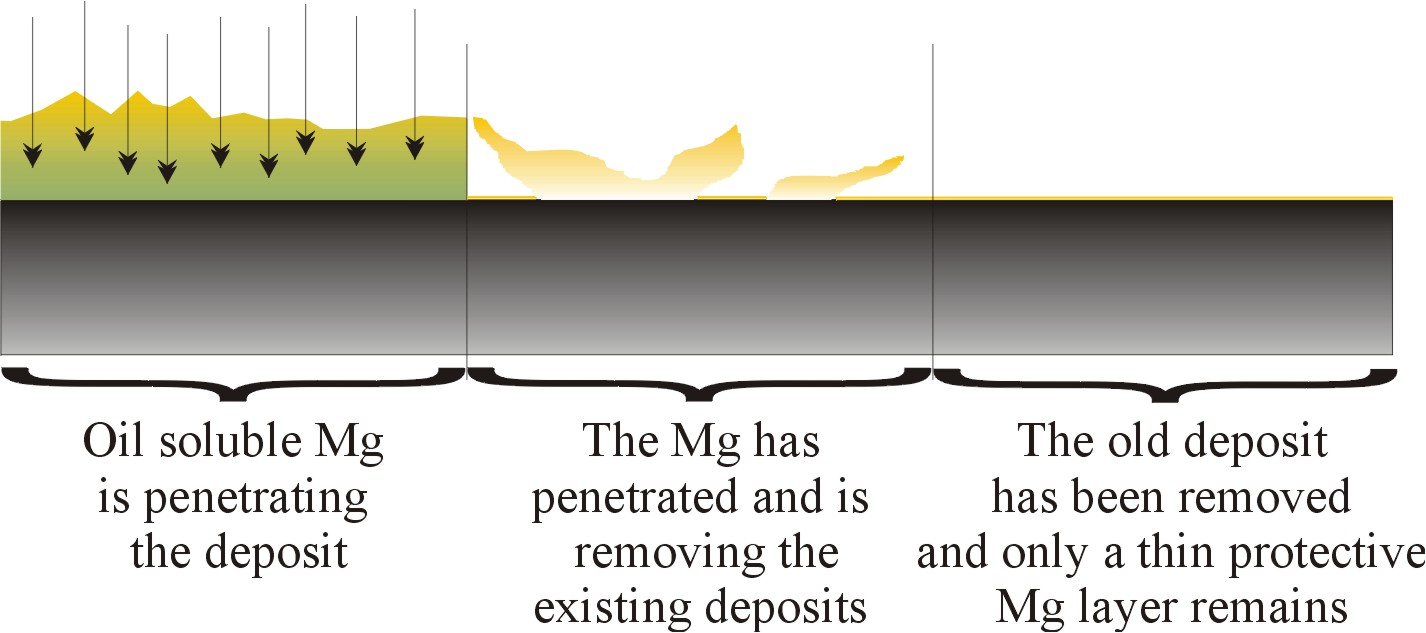 Oil soluble Mg
is penetrating
the deposit
The Mg has
penetrated and is
removing the
existing deposits
The old deposit
has been removed
and only a thin protective
Mg layer remains